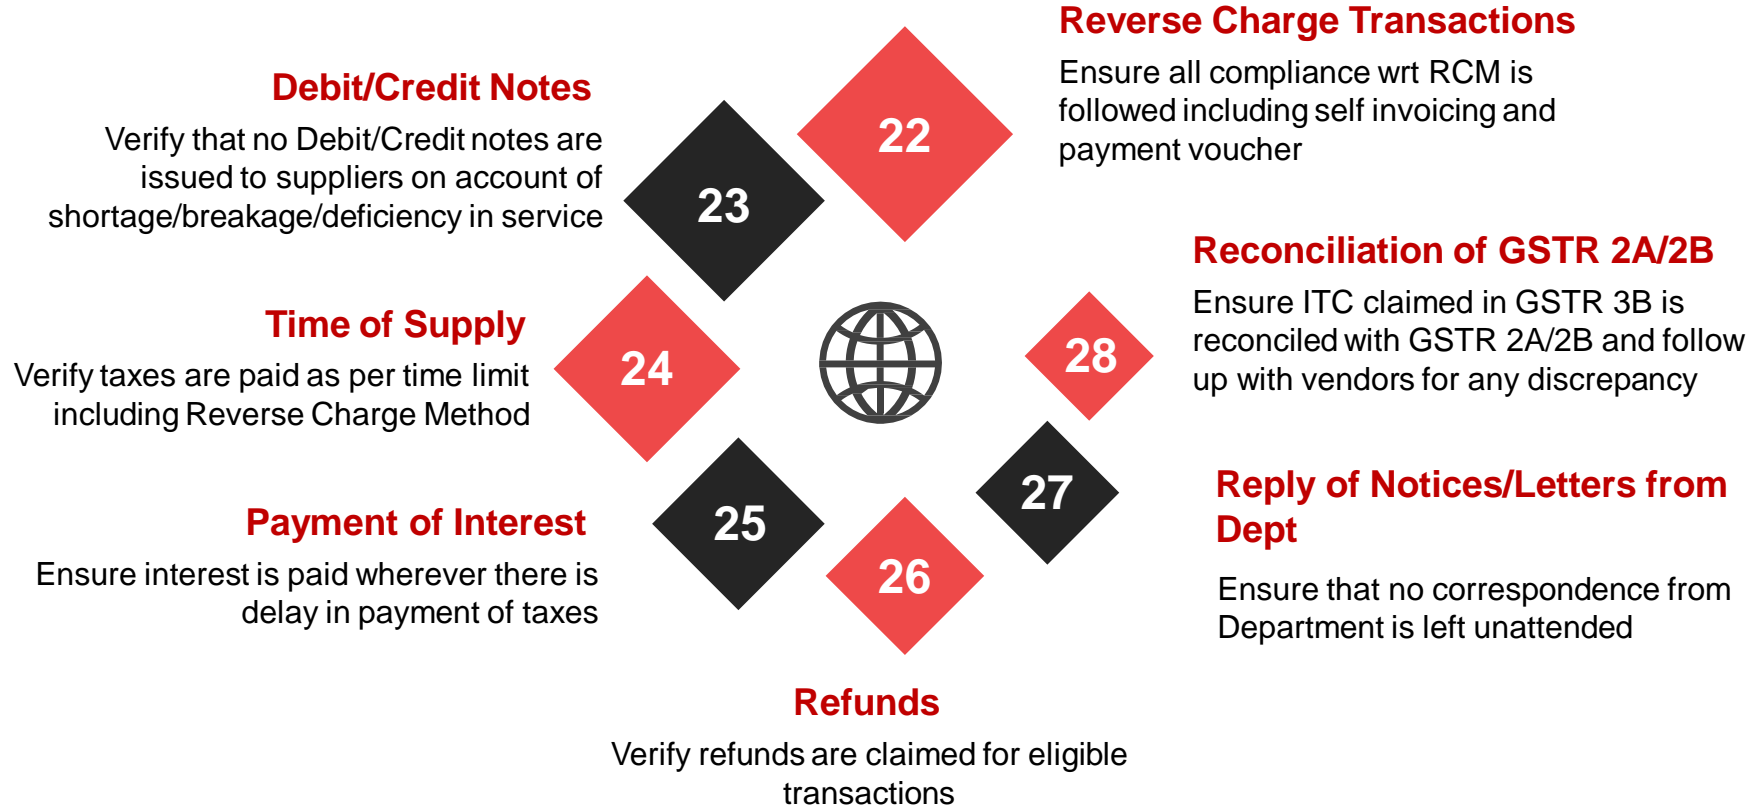 Reverse Charge Transactions
Ensure all compliance wrt RCM is
followed including self invoicing and
payment voucher
22
Debit/Credit Notes
Verify that no Debit/Credit notes are
issued to suppliers on account of
shortage/breakage/deficiency in service
23
Time of Supply
Verify taxes are paid as per time limit
including Reverse Charge Method
24
Payment of Interest
Ensure interest is paid wherever there is
delay in payment of taxes
25
26
Refunds
Verify refunds are claimed for eligible
transactions
27
Reply of Notices/Letters from
Dept
Ensure that no correspondence from
Department is left unattended
28
Reconciliation of GSTR 2A/2B
Ensure ITC claimed in GSTR 3B is
reconciled with GSTR 2A/2B and follow
up with vendors for any discrepancy